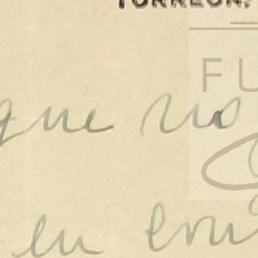 TORREON.
FU
que no
en